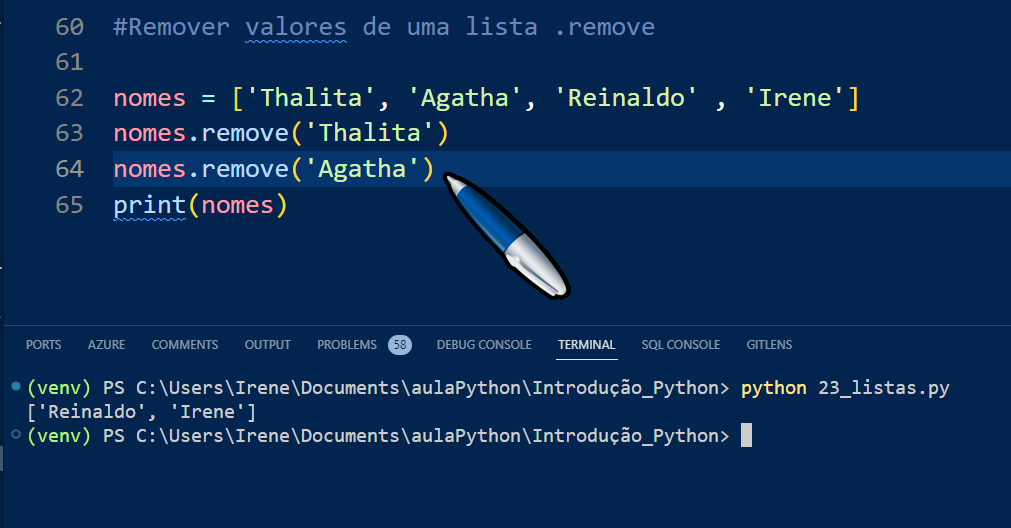 60 #Remover valores de uma lista .remove
61
62 nomes = ['Thalita', 'Agatha', 'Reinaldo' , 'Irene']
63 nomes.remove('Thalita')
64 nomes.remove('Agatha')
65 print(nomes)
PORTS AZURE COMMENTS OUTPUT PROBLEMS 58 DEBUG CONSOLE TERMINAL SQL CONSOLE GITLENS
(venv) PS C:\Users\Irene\Documents\aulaPython\Introdução_Python> python 23_listas.py
['Reinaldo', 'Irene']
(venv) PS C:\Users\Irene\Documents\aulaPython\Introdução_Python>